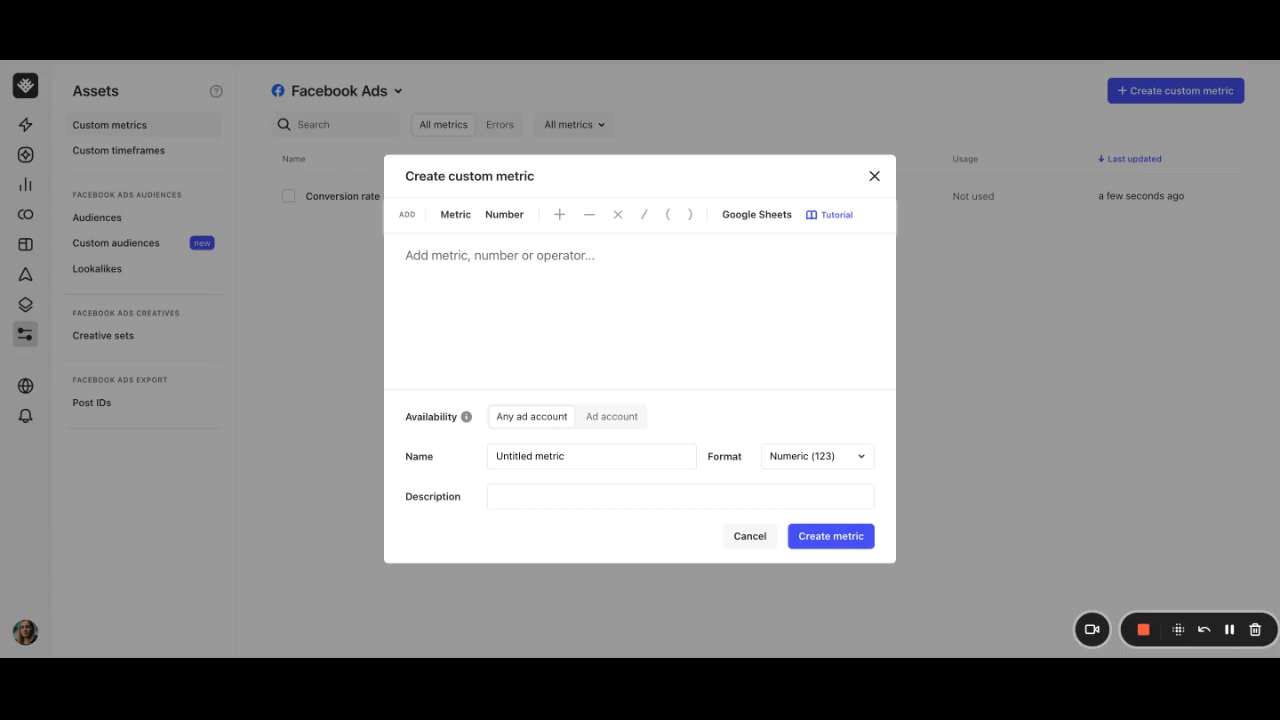 Assets
Custom metrics
Custom timeframes
FACEBOOK ADS AUDIENCES
Audiences
Custom audiences new
Lookalikes
FACEBOOK ADS CREATIVES
Creative sets
FACEBOOK ADS EXPORT
Post IDs
Facebook Ads
+ Create custom metric
Search All metrics Errors All metrics
Name Usage ↓ Last updated
Conversion rate Not used a few seconds ago
Create custom metric
ADD Metric Number + — × / ( ) Google Sheets Tutorial
Add metric, number or operator...
Availability Any ad account Ad account
Name Untitled metric Format Numeric (123)
Description
Cancel Create metric